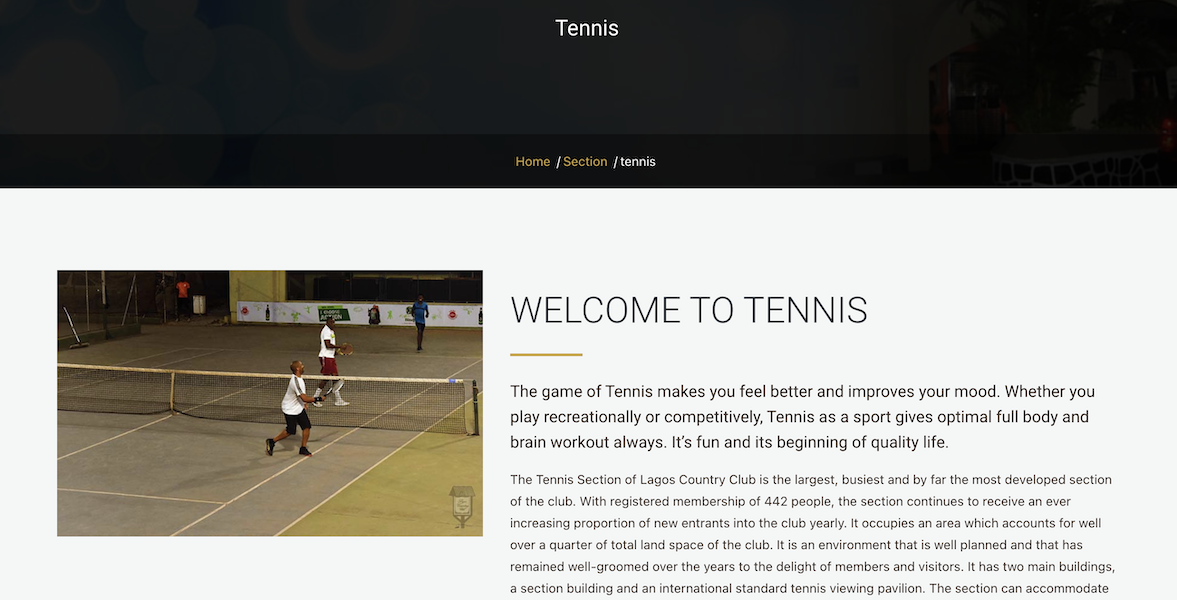 Tennis
Home / Section / tennis
WELCOME TO TENNIS
The game of Tennis makes you feel better and improves your mood. Whether you
play recreationally or competitively, Tennis as a sport gives optimal full body and
brain workout always. It’s fun and its beginning of quality life.
The Tennis Section of Lagos Country Club is the largest, busiest and by far the most developed section
of the club. With registered membership of 442 people, the section continues to receive an ever
increasing proportion of new entrants into the club yearly. It occupies an area which accounts for well
over a quarter of total land space of the club. It is an environment that is well planned and that has
remained well-groomed over the years to the delight of members and visitors. It has two main buildings,
a section building and an international standard tennis viewing pavilion. The section can accommodate